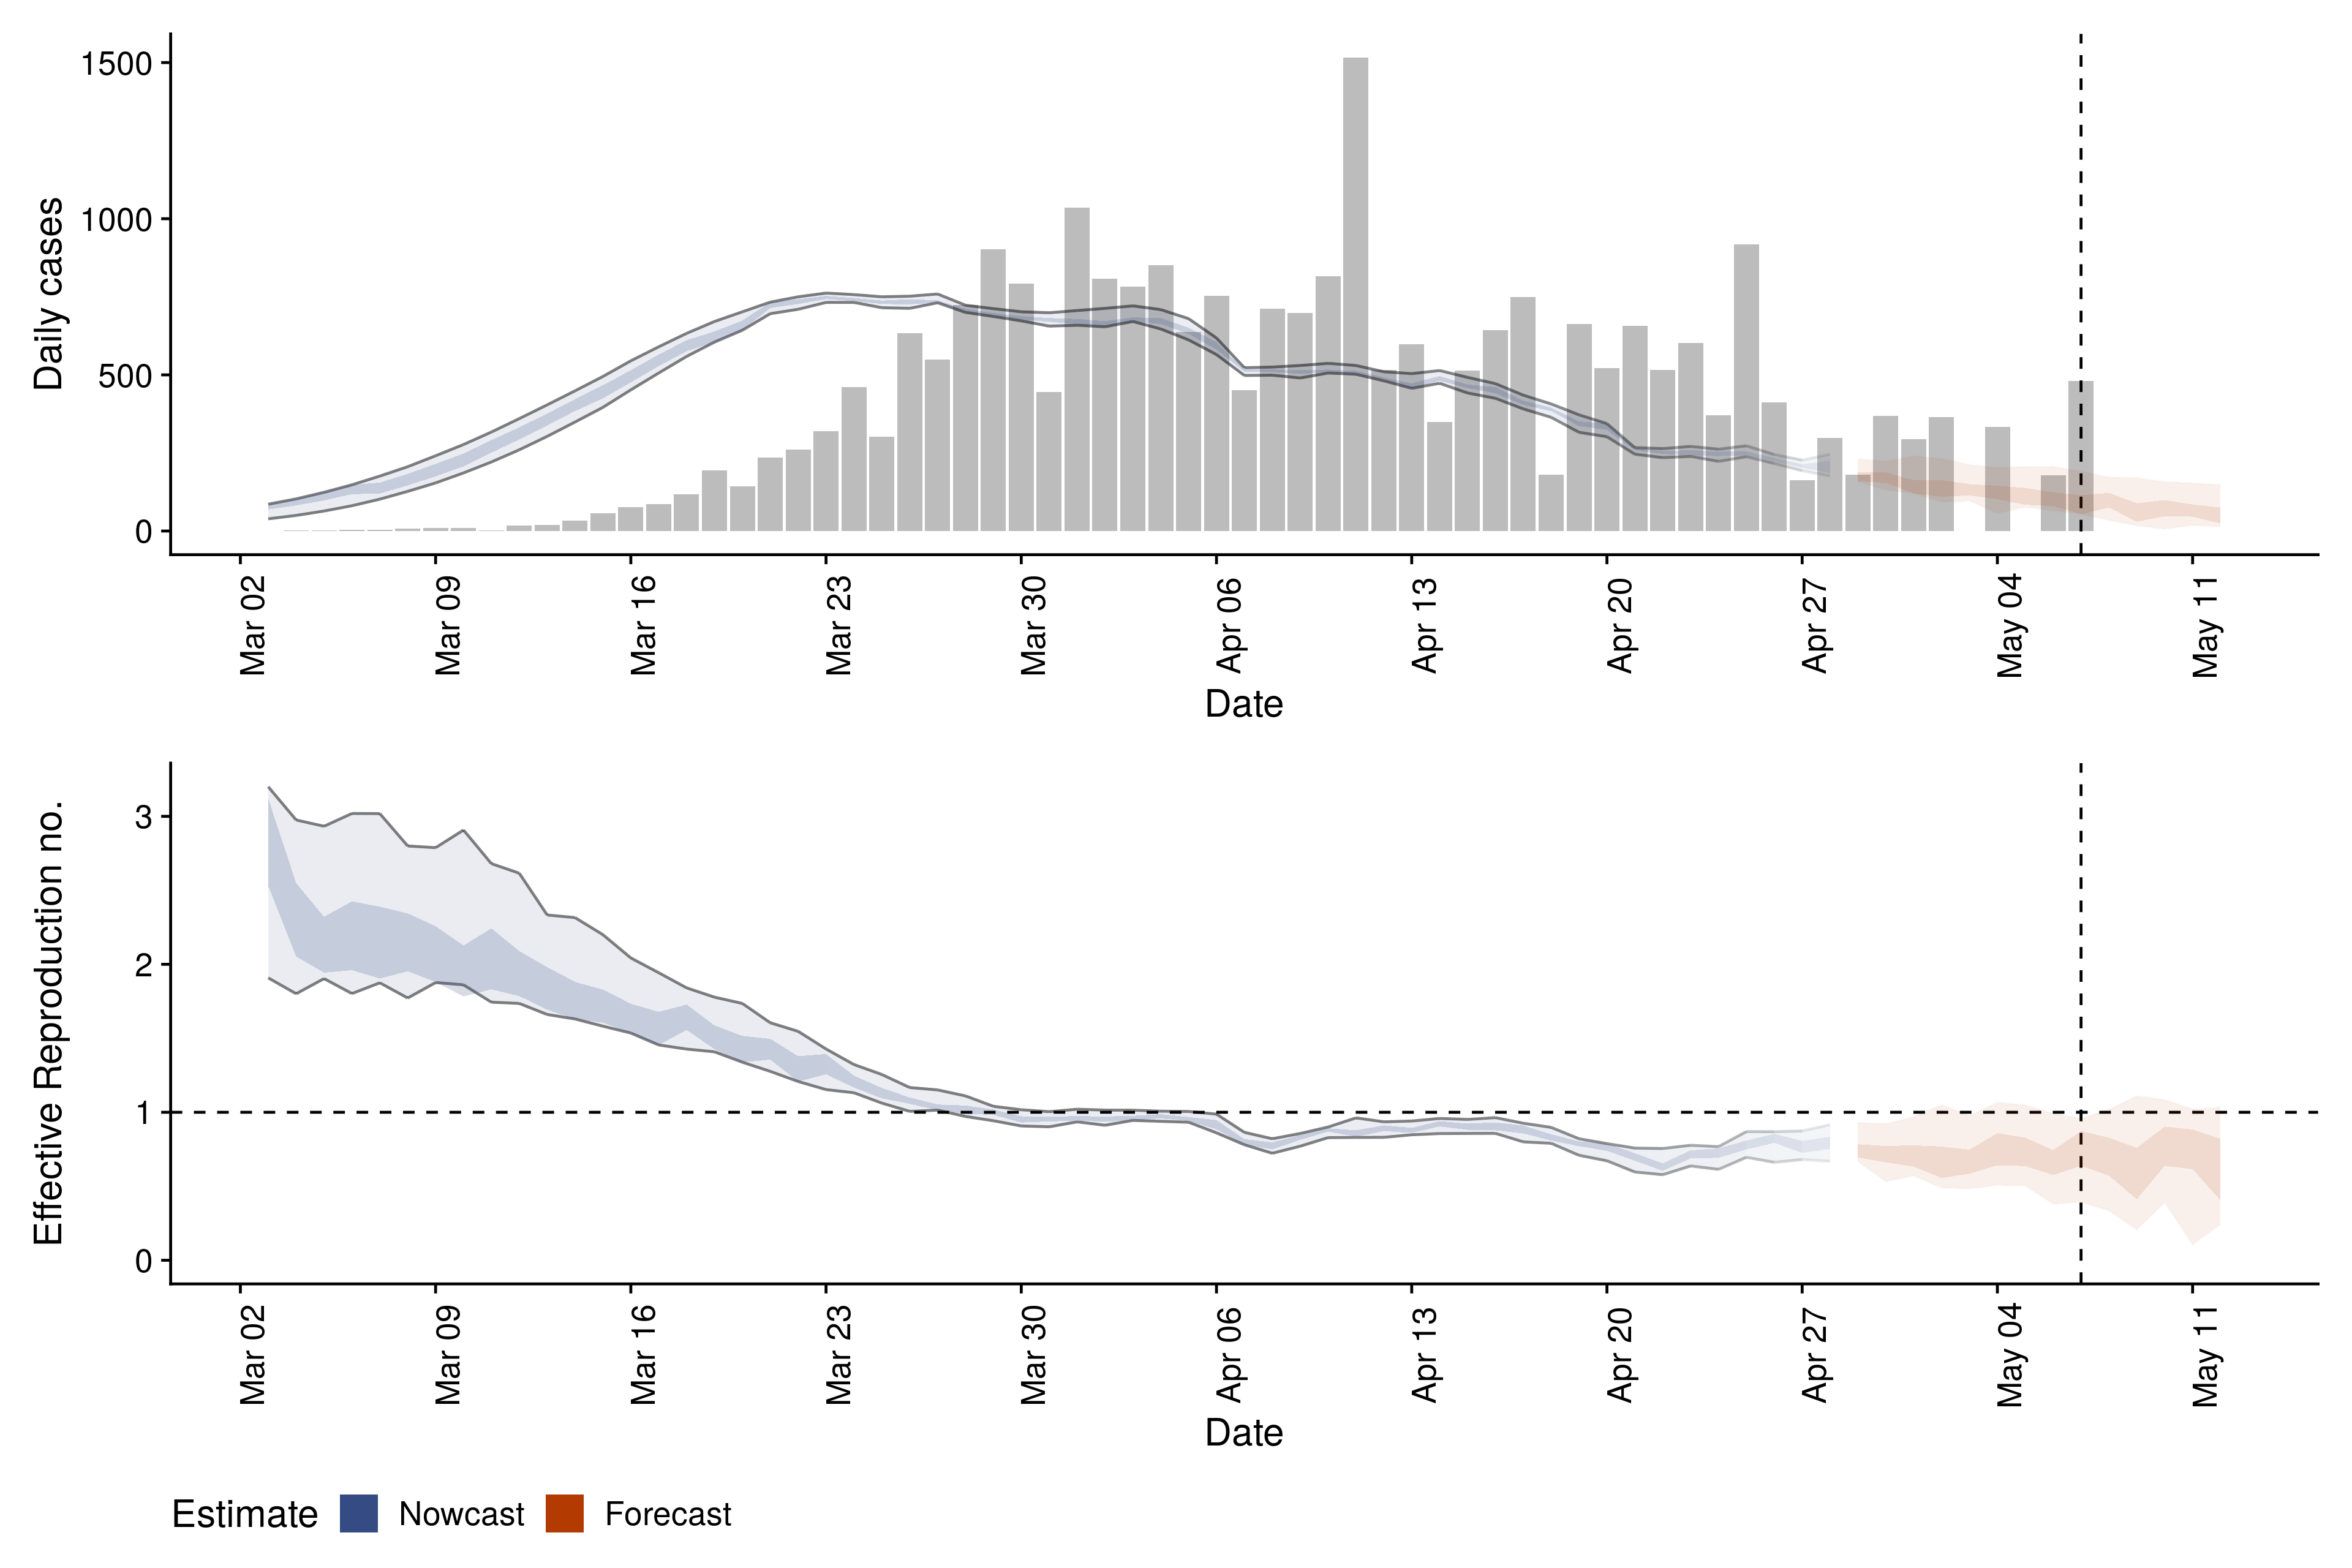 1500
1000
500
0
Daily cases
Mar 02
Mar 09
Mar 16
Mar 23
Mar 30
Apr 06
Apr 13
Apr 20
Apr 27
May 04
May 11
Date
3
2
1
0
Effective Reproduction no.
Mar 02
Mar 09
Mar 16
Mar 23
Mar 30
Apr 06
Apr 13
Apr 20
Apr 27
May 04
May 11
Date
Estimate Nowcast Forecast